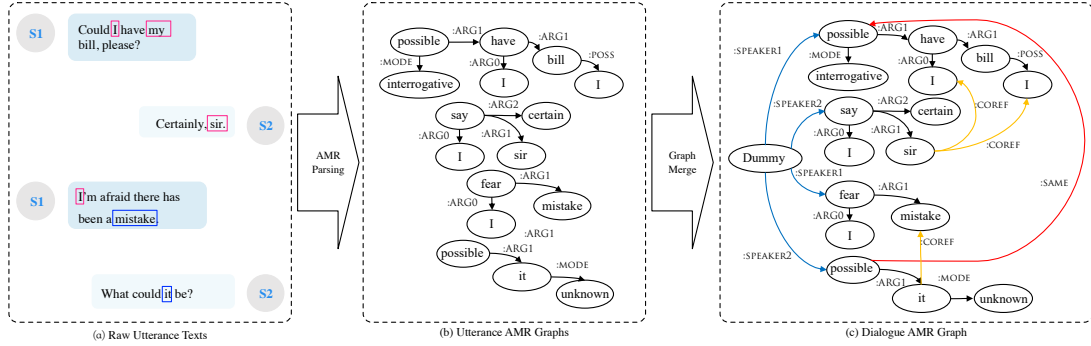 S1
Could I have my
bill, please?
Certainly, sir.
S2
S1
I'm afraid there has
been a mistake.
What could it be?
S2
(a) Raw Utterance Texts
AMR
Parsing
possible
:ARG1
have
:ARG1
:MODE
:ARG0
bill
:POSS
interrogative
I
I
say
:ARG2
certain
:ARG0
:ARG1
I
sir
fear
:ARG1
:ARG0
mistake
I
possible
:ARG1
it
:MODE
unknown
(b) Utterance AMR Graphs
Graph
Merge
:SPEAKER1
possible
:ARG1
have
:ARG1
:MODE
:ARG0
bill
:POSS
interrogative
I
I
:SPEAKER2
say
:ARG2
certain
:COREF
:ARG0
:ARG1
I
sir
:COREF
Dummy
:SPEAKER1
:SAME
fear
:ARG1
:ARG0
mistake
I
:COREF
:SPEAKER2
possible
:ARG1
:MODE
it
unknown
(c) Dialogue AMR Graph